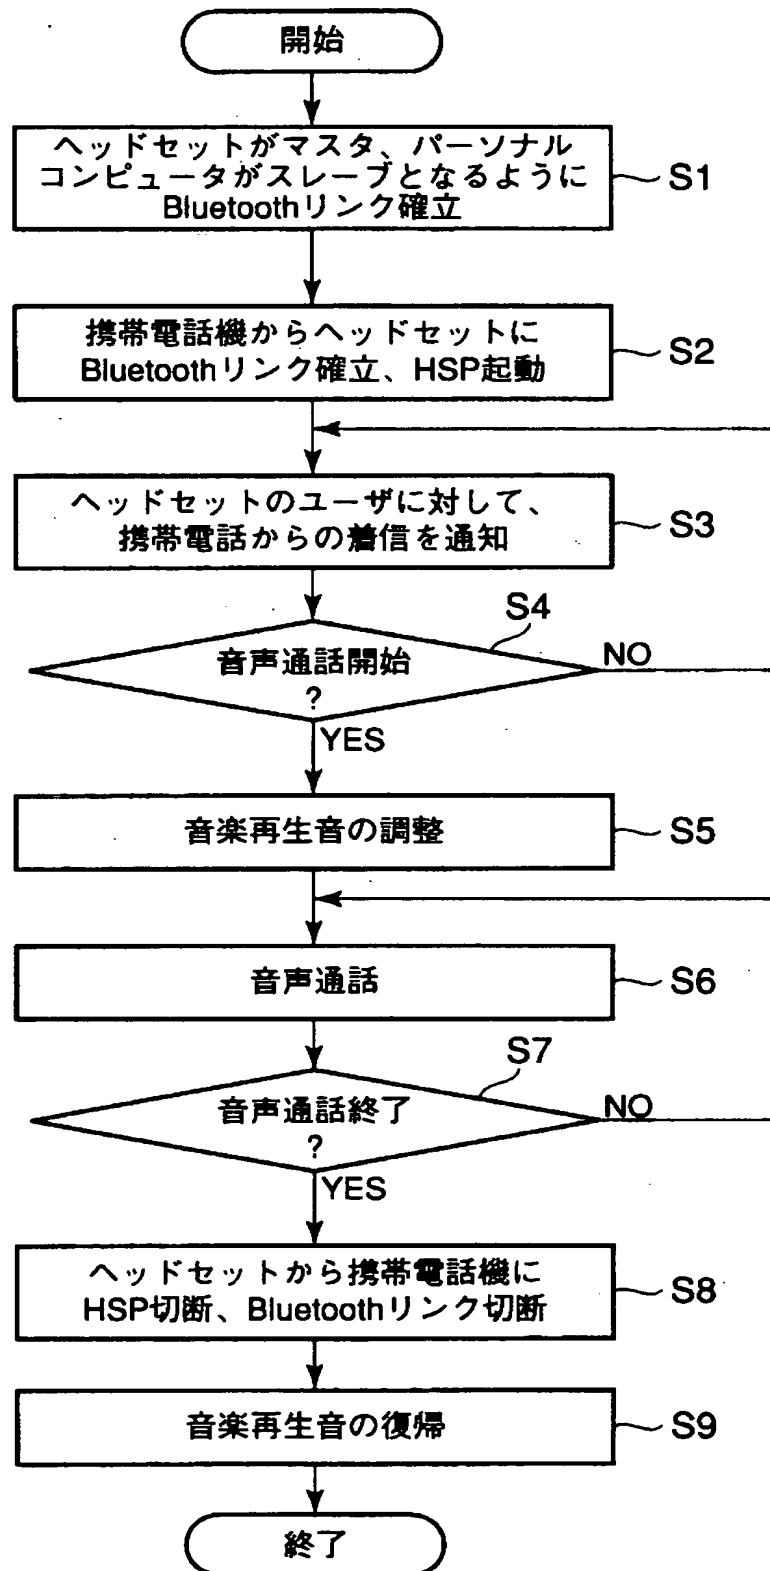 開始
ヘッドセットがマスタ、パーソナル
コンピュータがスレーブとなるように
Bluetoothリンク確立
S1
携帯電話機からヘッドセットに
Bluetoothリンク確立、HSP起動
S2
ヘッドセットのユーザに対して、
携帯電話からの着信を通知
S3
S4
音声通話開始
?
NO
YES
音楽再生音の調整
S5
音声通話
S6
S7
音声通話終了
?
NO
YES
ヘッドセットから携帯電話機に
HSP切断、Bluetoothリンク切断
S8
音楽再生音の復帰
S9
終了